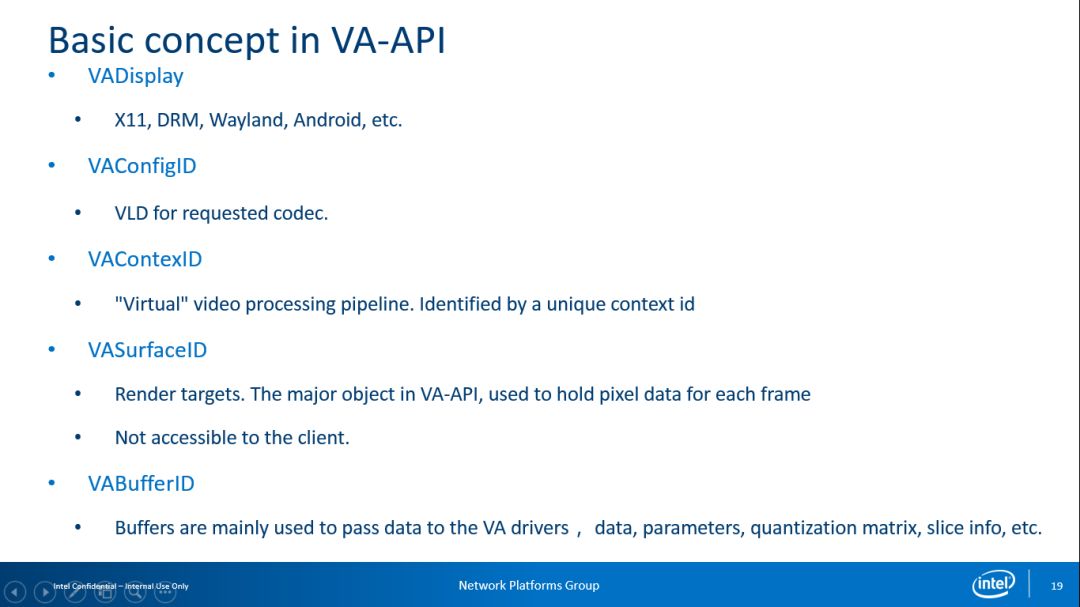 Basic concept in VA-API
• VADisplay
• X11, DRM, Wayland, Android, etc.
• VAConfigID
• VLD for requested codec.
• VAContexID
• "Virtual" video processing pipeline. Identified by a unique context id
• VASurfaceID
• Render targets. The major object in VA-API, used to hold pixel data for each frame
• Not accessible to the client.
• VABufferID
• Buffers are mainly used to pass data to the VA drivers， data, parameters, quantization matrix, slice info, etc.
Intel Confidential – Internal Use Only
Network Platforms Group
intel
19